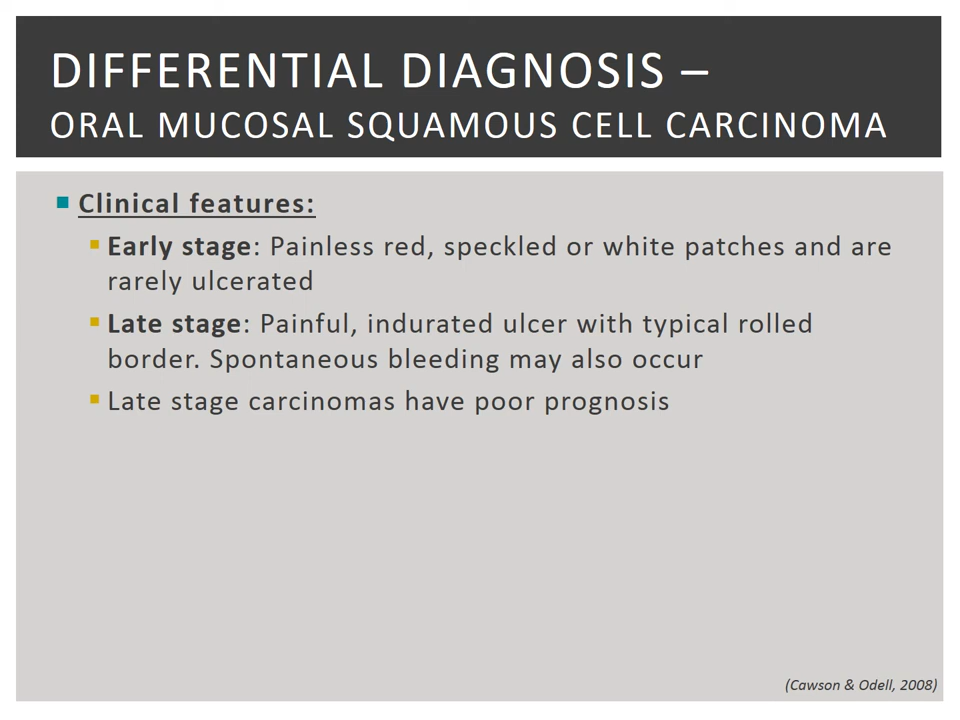 DIFFERENTIAL DIAGNOSIS –
ORAL MUCOSAL SQUAMOUS CELL CARCINOMA
Clinical features:
Early stage: Painless red, speckled or white patches and are
rarely ulcerated
Late stage: Painful, indurated ulcer with typical rolled
border. Spontaneous bleeding may also occur
Late stage carcinomas have poor prognosis
(Cawson & Odell, 2008)